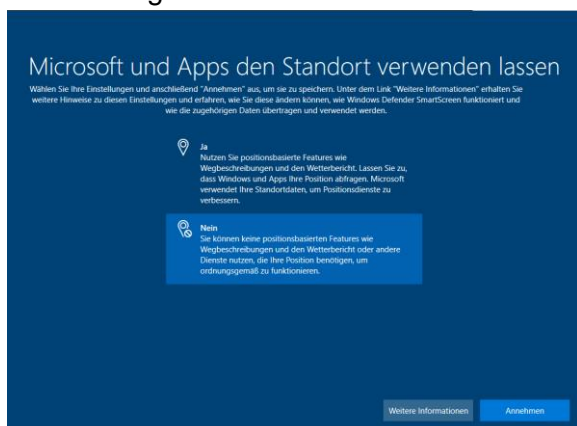 Microsoft und Apps den Standort verwenden lassen
Wählen Sie Ihre Einstellungen und anschließend "Annehmen" aus, um sie zu speichern. Unter dem Link "Weitere Informationen" erhalten Sie
weitere Hinweise zu diesen Einstellungen und erfahren, wie Sie diese ändern können, wie Windows Defender SmartScreen funktioniert und
wie die zugehörigen Daten übertragen und verwendet werden.
Ja
Nutzen Sie positionsbasierte Features wie
Wegbeschreibungen und den Wetterbericht. Lassen Sie zu,
dass Windows und Apps Ihre Position abfragen. Microsoft
verwendet Ihre Standortdaten, um Positionsdienste zu
verbessern.
Nein
Sie können keine positionsbasierten Features wie
Wegbeschreibungen und den Wetterbericht oder andere
Dienste nutzen, die Ihre Position benötigen, um
ordnungsgemäß zu funktionieren.
Weitere Informationen Annehmen